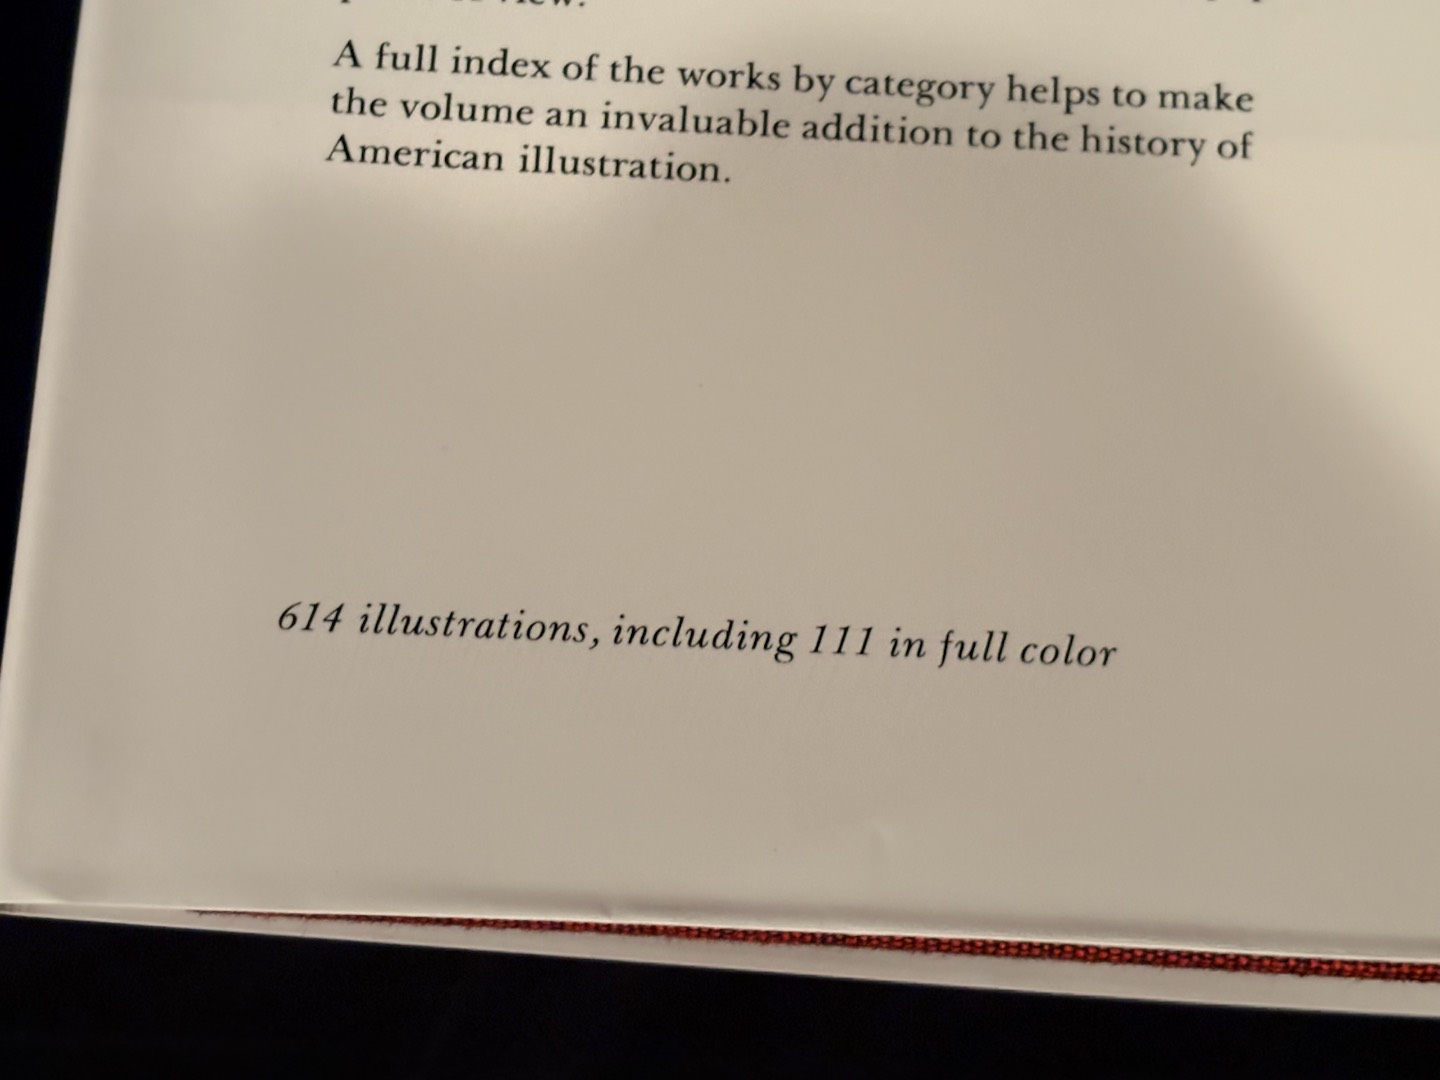 A full index of the works by category helps to make
the volume an invaluable addition to the history of
American illustration.
614 illustrations, including 111 in full color